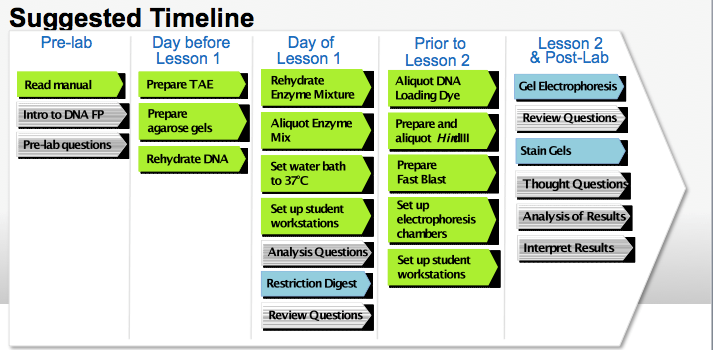 Suggested Timeline
Pre-lab
Read manual
Intro to DNA FP
Pre-lab questions
Day before
Lesson 1
Prepare TAE
Prepare
agarose gels
Rehydrate DNA
Day of
Lesson 1
Rehydrate
Enzyme Mixture
Aliquot Enzyme
Mix
Set water bath
to 37°C
Set up student
workstations
Analysis Questions
Restriction Digest
Review Questions
Prior to
Lesson 2
Aliquot DNA
Loading Dye
Prepare and
aliquot HindIII
Prepare
Fast Blast
Set up
electrophoresis
chambers
Set up student
workstations
Lesson 2
& Post-Lab
Gel Electrophoresis
Review Questions
Stain Gels
Thought Questions
Analysis of Results
Interpret Results